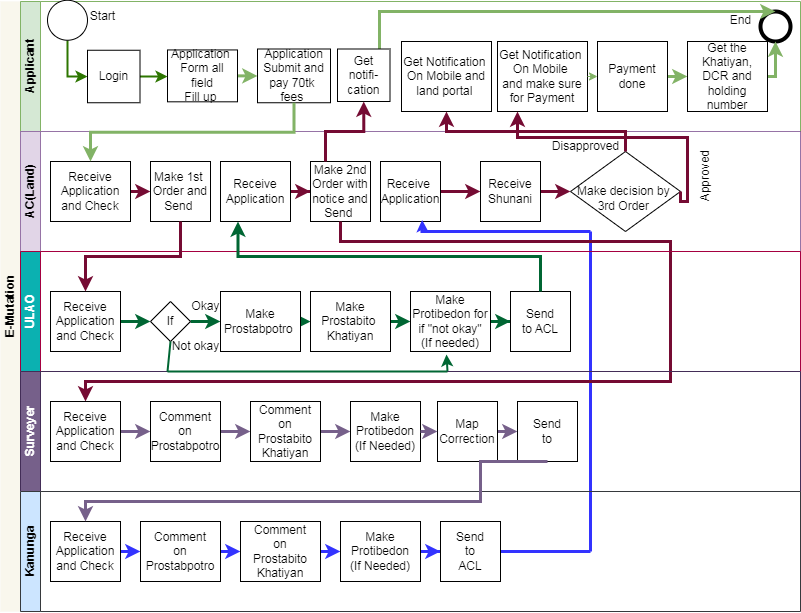 E-Mutation
Applicant
Start
Login
Application
Form all
field
Fill up
Application
Submit and
pay 70tk
fees
Get
notifi-
cation
Get Notification
On Mobile and
land portal
Get Notification
On Mobile
and make sure
for Payment
Payment
done
Get the
Khatiyan,
DCR and
holding
number
End
AC(Land)
Receive
Application
and Check
Make 1st
Order and
Send
Receive
Application
Make 2nd
Order with
notice and
Send
Receive
Application
Receive
Shunani
Make decision by
3rd Order
Disapproved
Approved
ULAO
Receive
Application
and Check
If
Okay
Not okay
Make
Prostabpotro
Make
Prostabito
Khatiyan
Make
Protibedon for
if "not okay"
(If needed)
Send
to ACL
Surveyer
Receive
Application
and Check
Comment
on
Prostabpotro
Comment
on
Prostabito
Khatiyan
Make
Protibedon
(If Needed)
Map
Correction
Send
to
Kanunga
Receive
Application
and Check
Comment
on
Prostabpotro
Comment
on
Prostabito
Khatiyan
Make
Protibedon
(If Needed)
Send
to
ACL